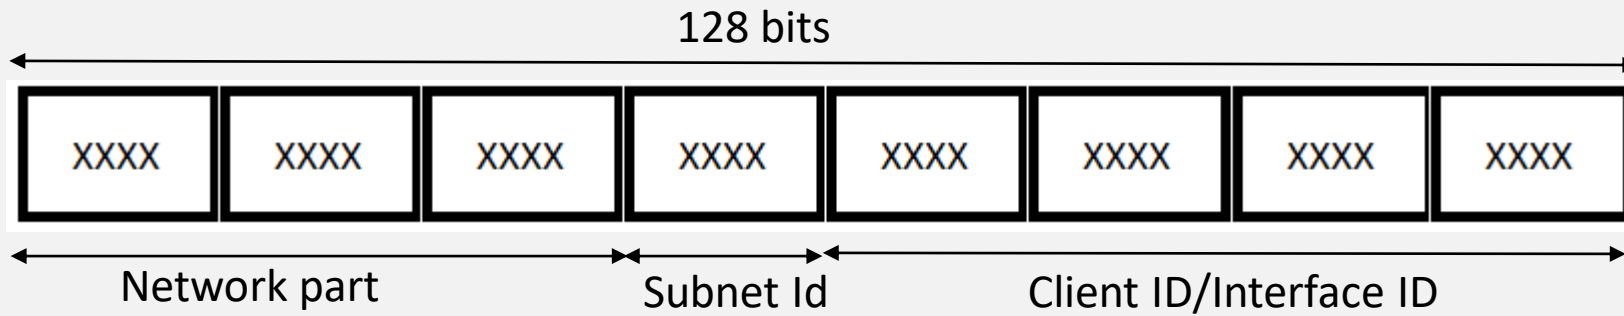 128 bits
XXXX XXXX XXXX XXXX XXXX XXXX XXXX XXXX
Network part Subnet Id Client ID/Interface ID